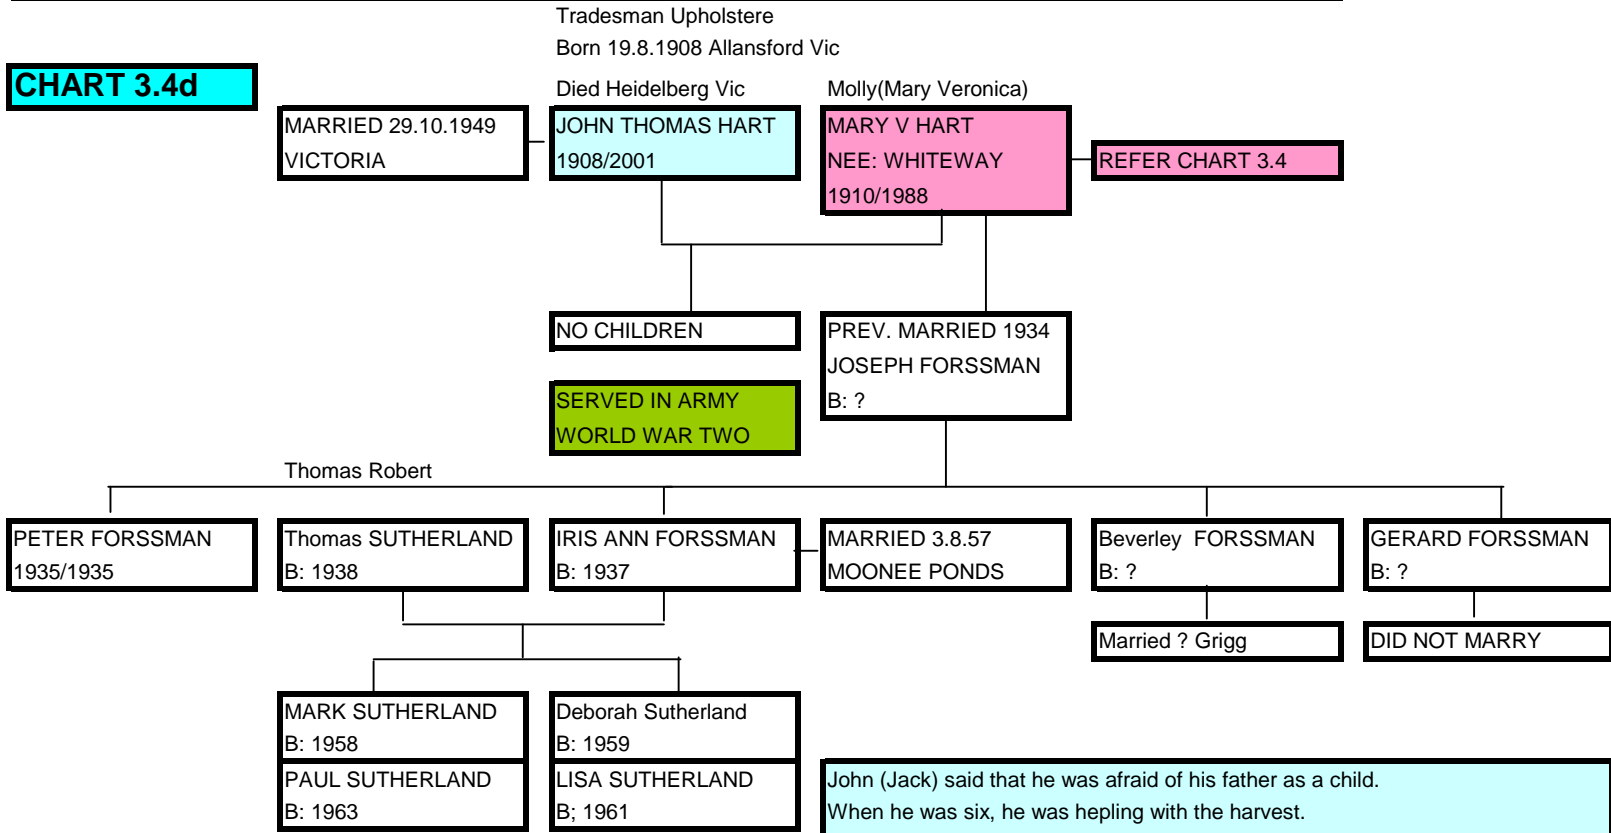 Tradesman Upholstere
Born 19.8.1908 Allansford Vic
CHART 3.4d
Died Heidelberg Vic
Molly(Mary Veronica)
MARRIED 29.10.1949
VICTORIA
JOHN THOMAS HART
1908/2001
MARY V HART
NEE: WHITEWAY
1910/1988
REFER CHART 3.4
NO CHILDREN
PREV. MARRIED 1934
JOSEPH FORSSMAN
B: ?
SERVED IN ARMY
WORLD WAR TWO
Thomas Robert
PETER FORSSMAN
1935/1935
Thomas SUTHERLAND
B: 1938
IRIS ANN FORSSMAN
B: 1937
MARRIED 3.8.57
MOONEE PONDS
Beverley  FORSSMAN
B: ?
GERARD FORSSMAN
B: ?
Married ? Grigg
DID NOT MARRY
MARK SUTHERLAND
B: 1958
Deborah Sutherland
B: 1959
PAUL SUTHERLAND
B: 1963
LISA SUTHERLAND
B; 1961
John (Jack) said that he was afraid of his father as a child.
When he was six, he was hepling with the harvest.